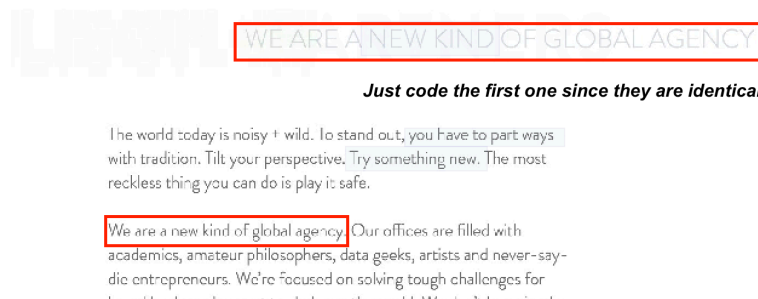 WE ARE A NEW KIND OF GLOBAL AGENCY
Just code the first one since they are identical
The world today is noisy + wild. To stand out, you have to part ways
with tradition. Tilt your perspective. Try something new. The most
reckless thing you can do is play it safe.
We are a new kind of global agency. Our offices are filled with
academics, amateur philosophers, data geeks, artists and never-say-
die entrepreneurs. We're focused on solving tough challenges for